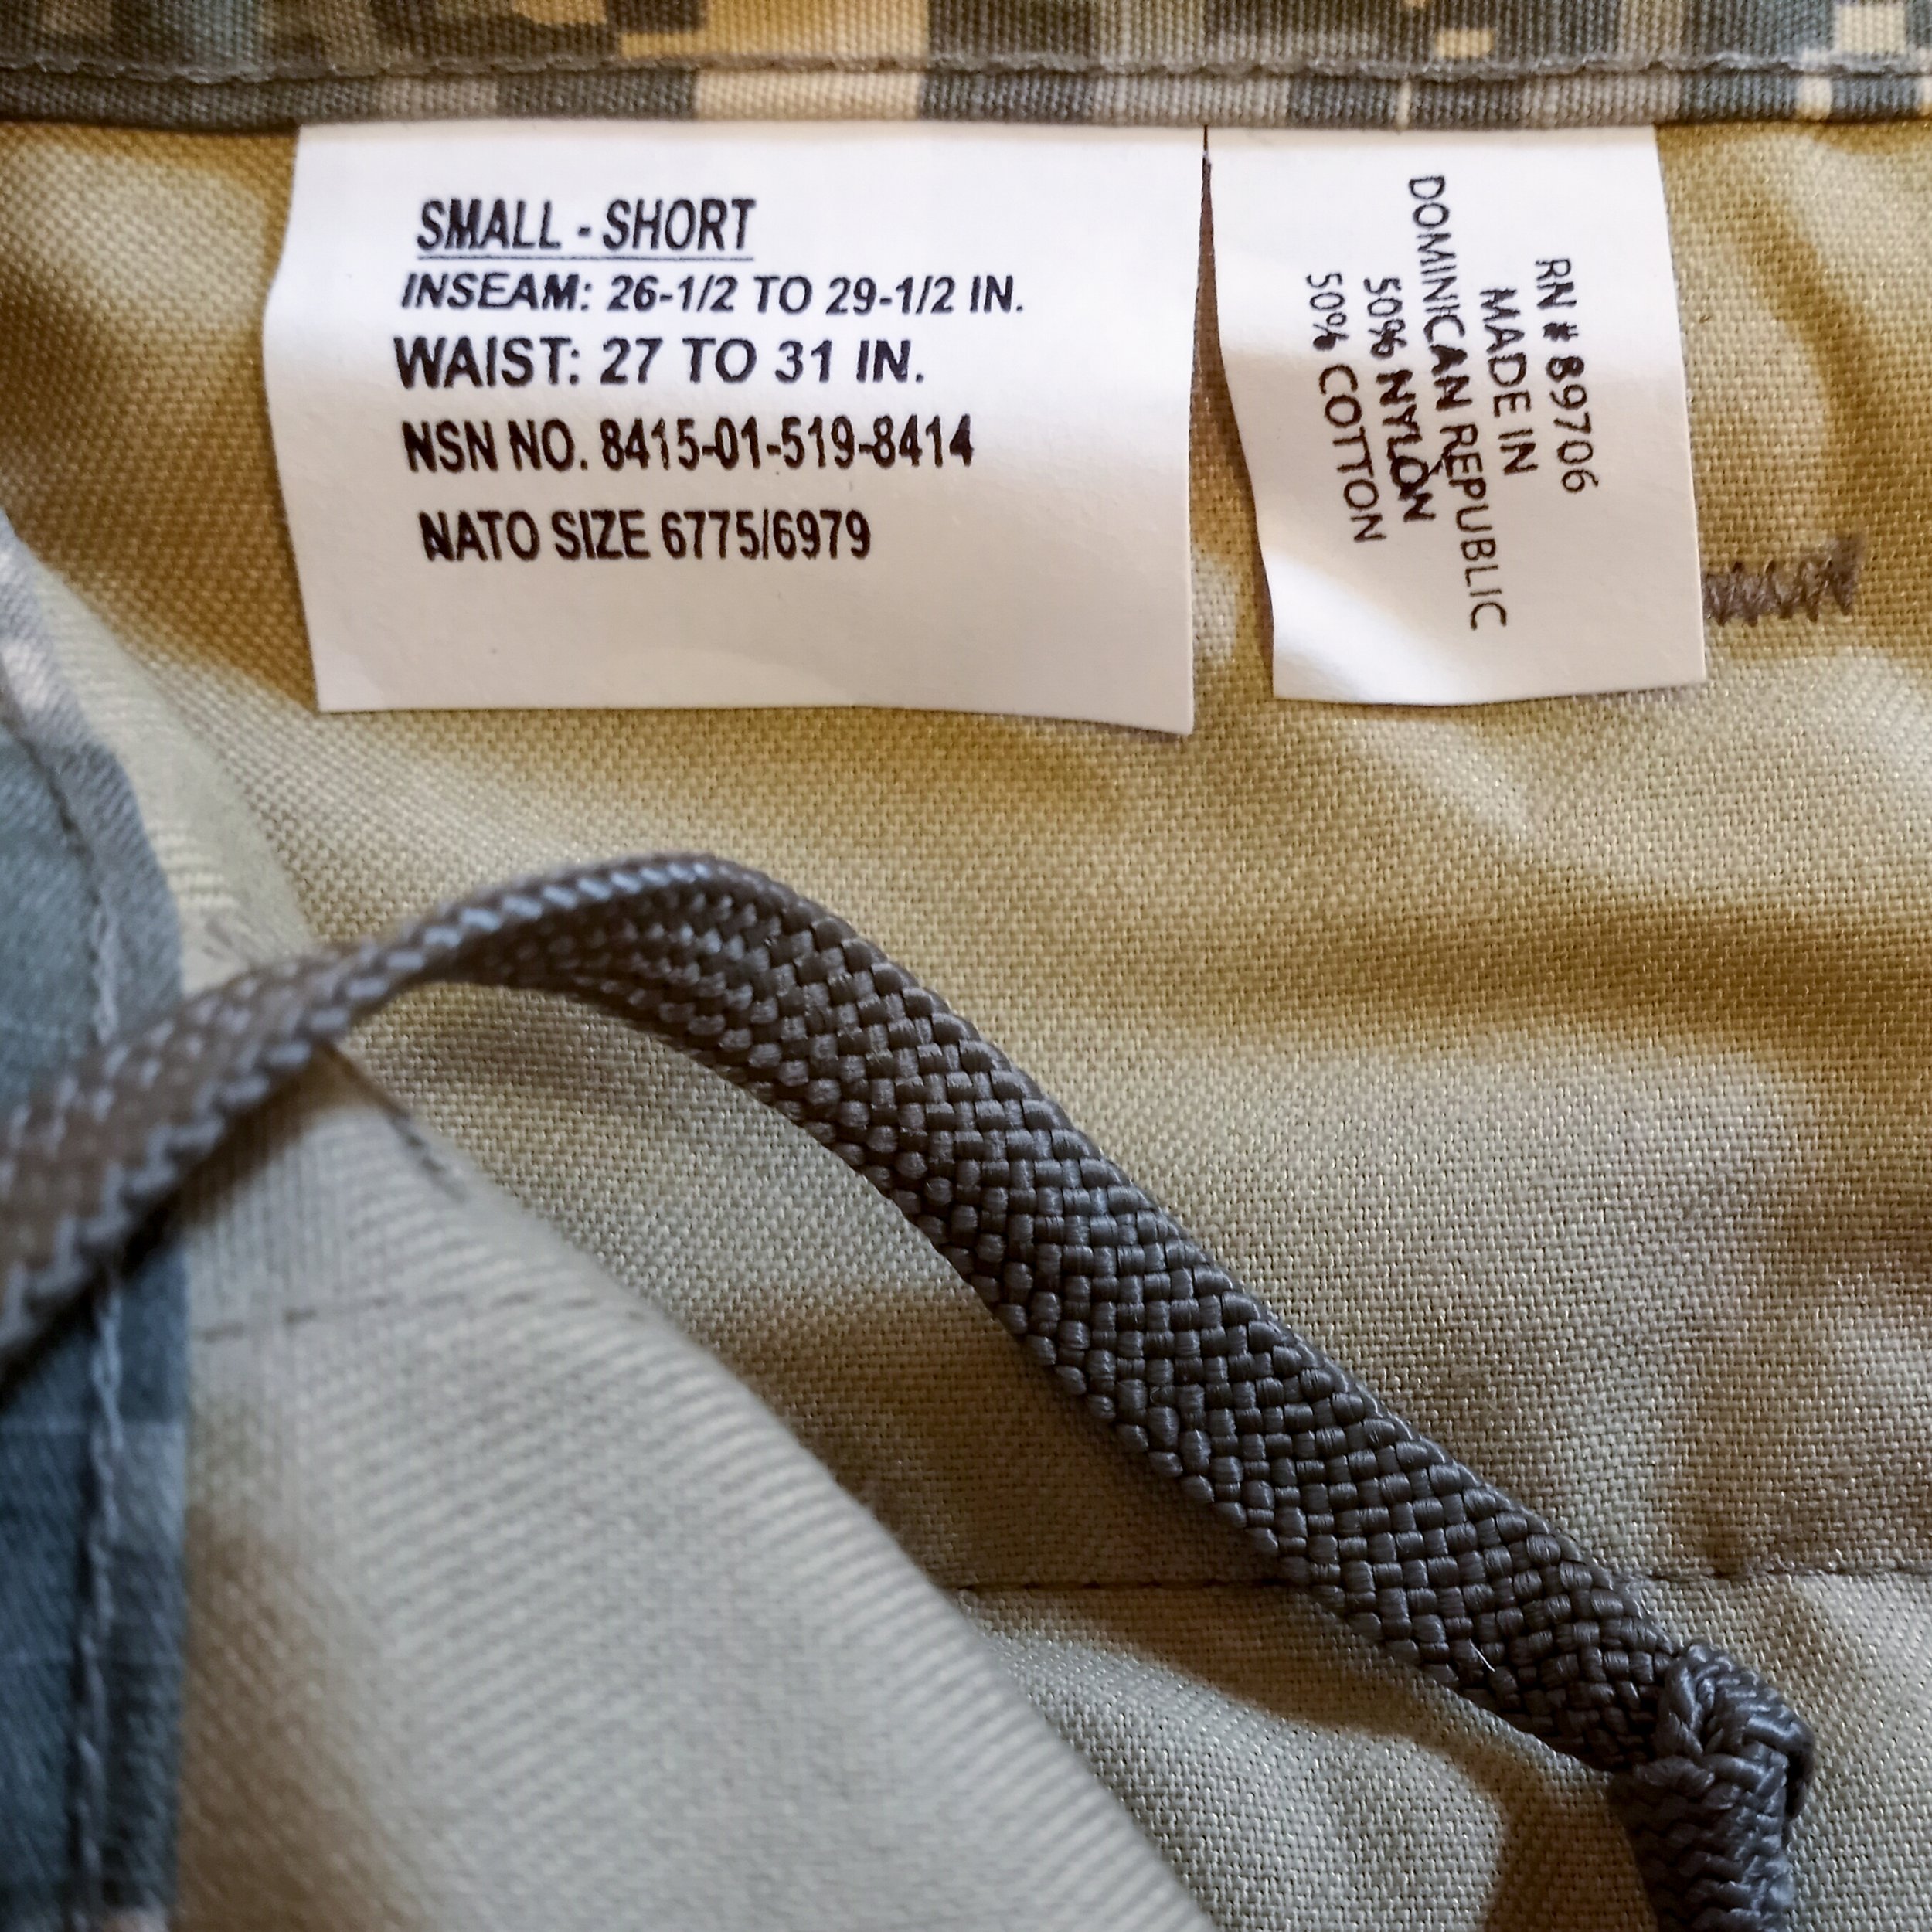 SMALL - SHORT
INSEAM: 26-1/2 TO 29-1/2 IN.
WAIST: 27 TO 31 IN.
NSN NO. 8415-01-519-8414
NATO SIZE 6775/6979
RN # 89706
MADE IN
DOMINICAN REPUBLIC
50% NYLON
50% COTTON